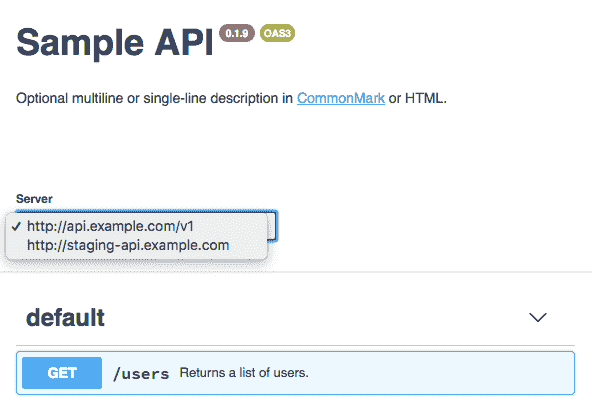 Sample API 0.1.9 OAS3
Optional multiline or single-line description in CommonMark or HTML.
Server
✓ http://api.example.com/v1
http://staging-api.example.com
default
GET /users Returns a list of users.